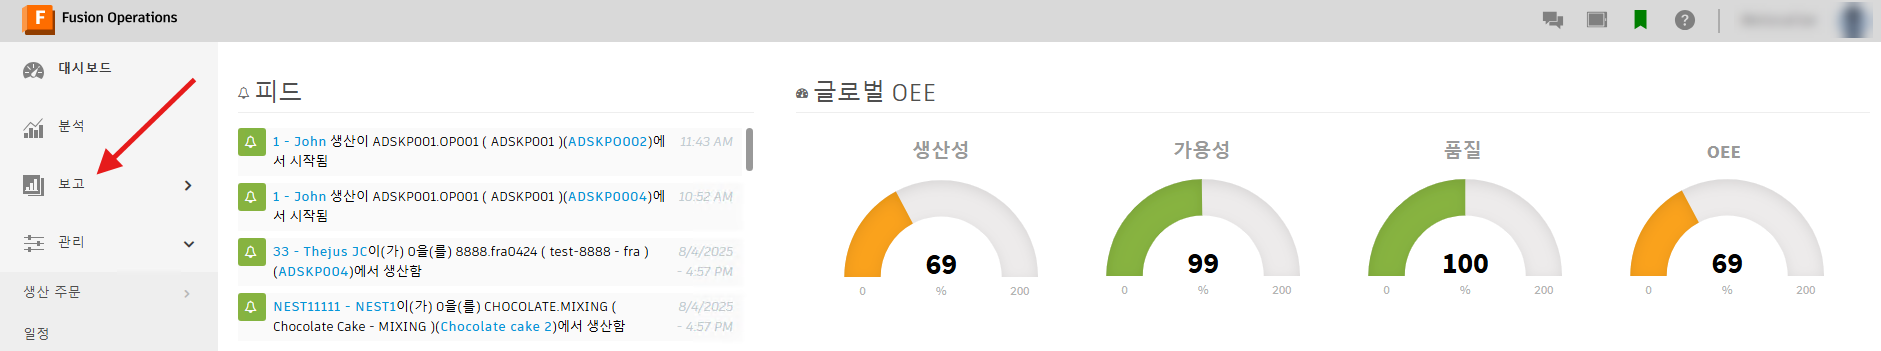 F Fusion Operations
대시보드
분석
보고
관리
생산 주문
일정
피드
1 - John 생산이 ADSKP001.OP001 ( ADSKP001 )(ADSKPO002)에
서 시작됨
11:43 AM
1 - John 생산이 ADSKP001.OP001 ( ADSKP001 )(ADSKP0004)에
서 시작됨
10:52 AM
33 - Thejus JC이(가) 0을(를) 8888.fra0424 ( test-8888 - fra )
(ADSKP004)에서 생산함
8/4/2025
- 4:57 PM
NEST11111 - NEST1이(가) 0을(를) CHOCOLATE.MIXING (
Chocolate Cake - MIXING )(Chocolate cake 2)에서 생산함
8/4/2025
- 4:57 PM
글로벌 OEE
생산성
69
0 % 200
가용성
99
0 % 200
품질
100
0 % 200
OEE
69
0 % 200